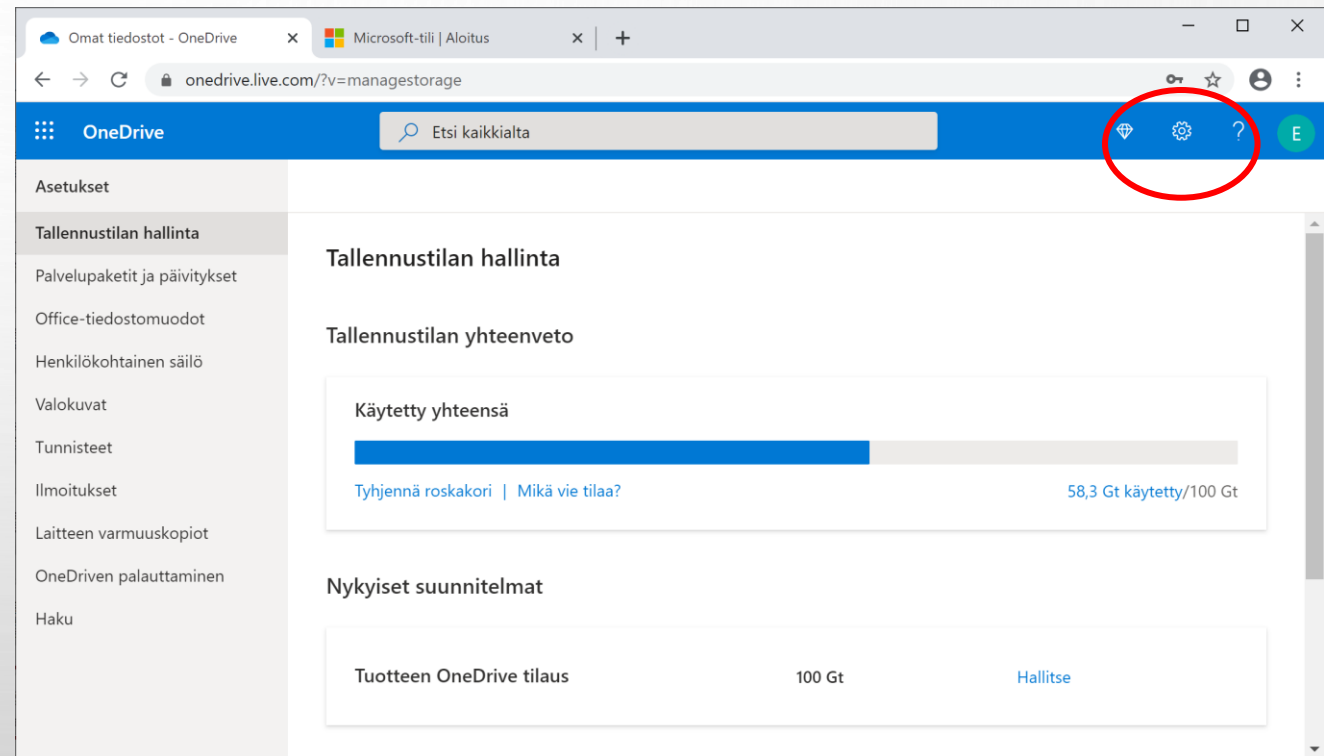 Omat tiedostot - OneDrive
Microsoft-tili | Aloitus
onedrive.live.com/?v=managestorage
OneDrive
Etsi kaikkialta
?
E
Asetukset
Tallennustilan hallinta
Palvelupaketit ja päivitykset
Office-tiedostomuodot
Henkilökohtainen säilö
Valokuvat
Tunnisteet
Ilmoitukset
Laitteen varmuuskopiot
OneDriven palauttaminen
Haku
Tallennustilan hallinta
Tallennustilan yhteenveto
Käytetty yhteensä
Tyhjennä roskakori | Mikä vie tilaa?
58,3 Gt käytetty/100 Gt
Nykyiset suunnitelmat
Tuotteen OneDrive tilaus 100 Gt Hallitse